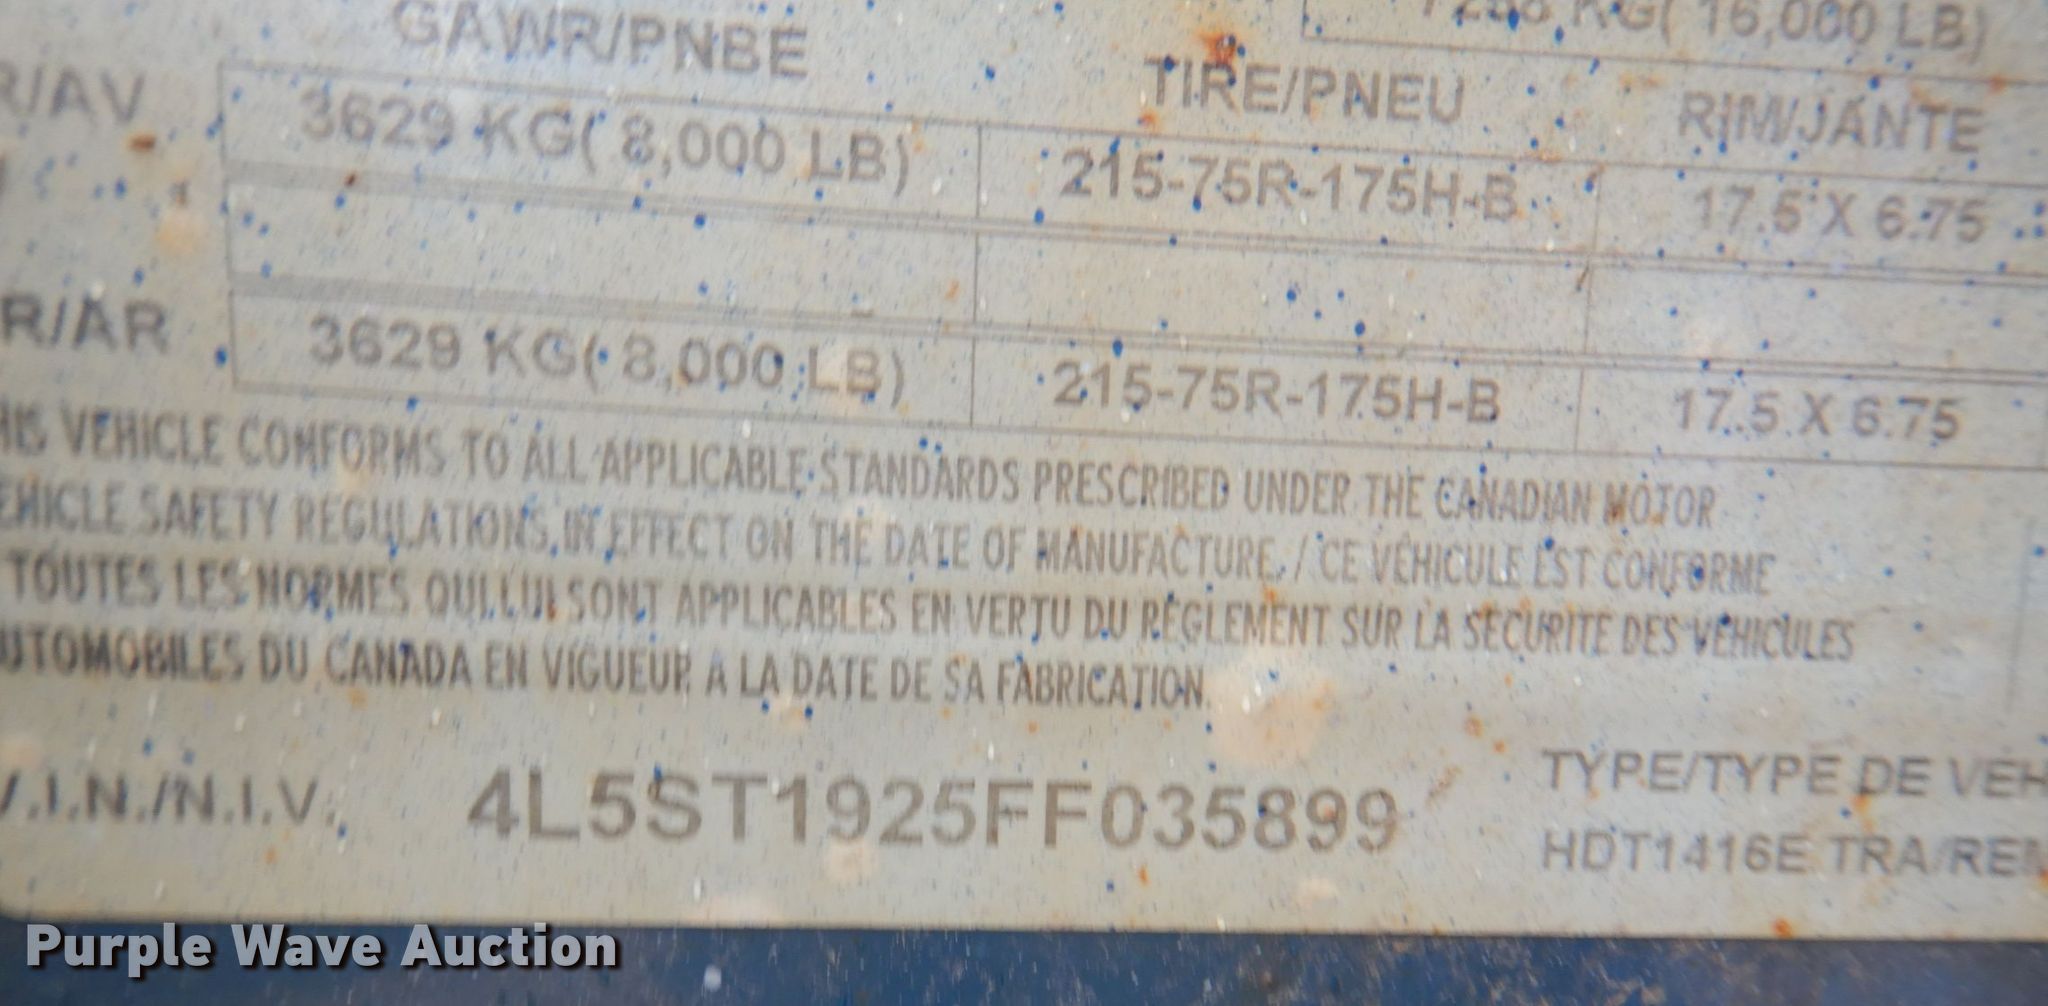 GAWR/PNBE
KG( 16,000 LB)
TIRE/PNEU
RIM/JANTE
R/AV
3629 KG( 8,000 LB)
215-75R-175H-B
17.5 X 6.75
R/AR
3629 KG( 8,000 LB)
215-75R-175H-B
17.5 X 6.75
HIS VEHICLE CONFORMS TO ALL APPLICABLE STANDARDS PRESCRIBED UNDER THE CANADIAN MOTOR
EHICLE SAFETY REGULATIONS IN EFFECT ON THE DATE OF MANUFACTURE. / CE VÉHICULE EST CONFORME
TOUTES LES NORMES QUI LUI SONT APPLICABLES EN VERTU DU RÈGLEMENT SUR LA SÉCURITÉ DES VÉHICULES
UTOMOBILES DU CANADA EN VIGUEUR A LA DATE DE SA FABRICATION.
V.I.N./N.I.V.
4L5ST1925FF035899
TYPE/TYPE DE VEH
HDT1416E TRA/REM
Purple Wave Auction